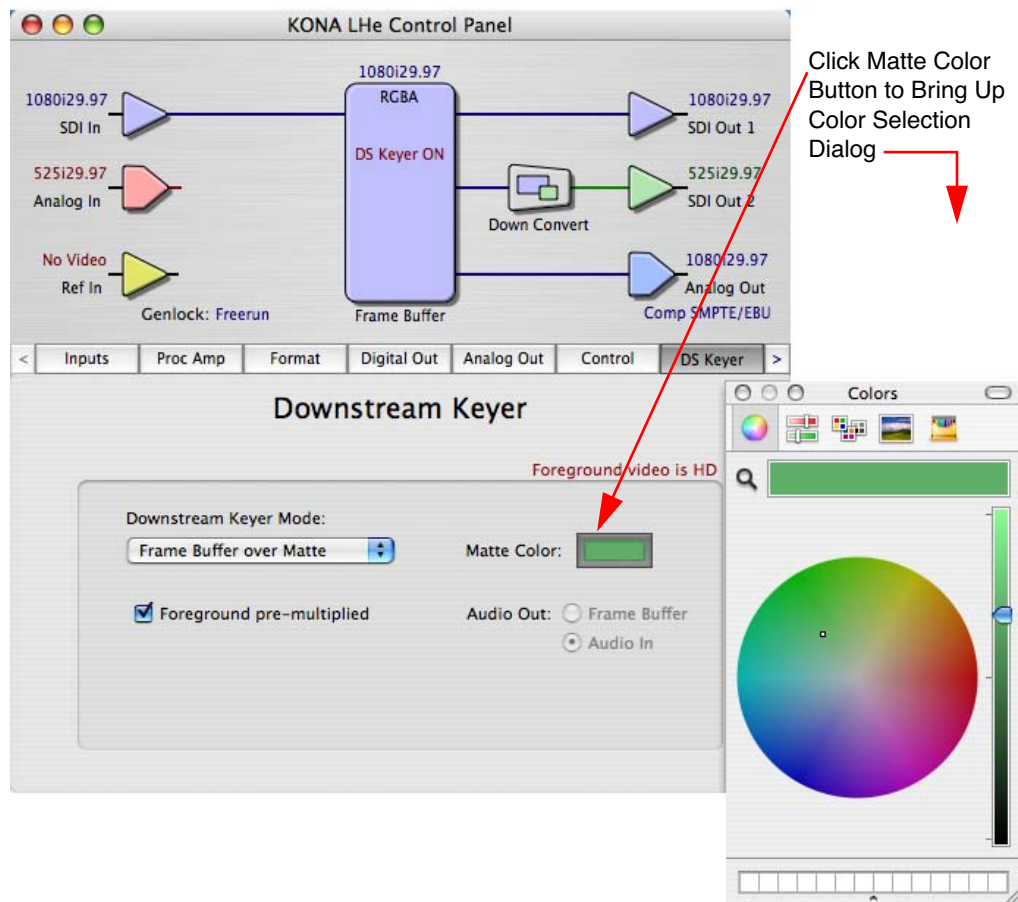 KONA LHe Control Panel
Click Matte Color
Button to Bring Up
Color Selection
Dialog
1080i29.97
RGBA
DS Keyer ON
1080i29.97
SDI In
525i29.97
Analog In
No Video
Ref In
Genlock: Freerun
Frame Buffer
1080i29.97
SDI Out 1
525i29.97
SDI Out 2
Down Convert
1080i29.97
Analog Out
Comp SMPTE/EBU
< Inputs Proc Amp Format Digital Out Analog Out Control DS Keyer >
Downstream Keyer
Foreground video is HD
Downstream Keyer Mode:
Frame Buffer over Matte
Matte Color:
Foreground pre-multiplied
Audio Out:
Frame Buffer
Audio In
Colors